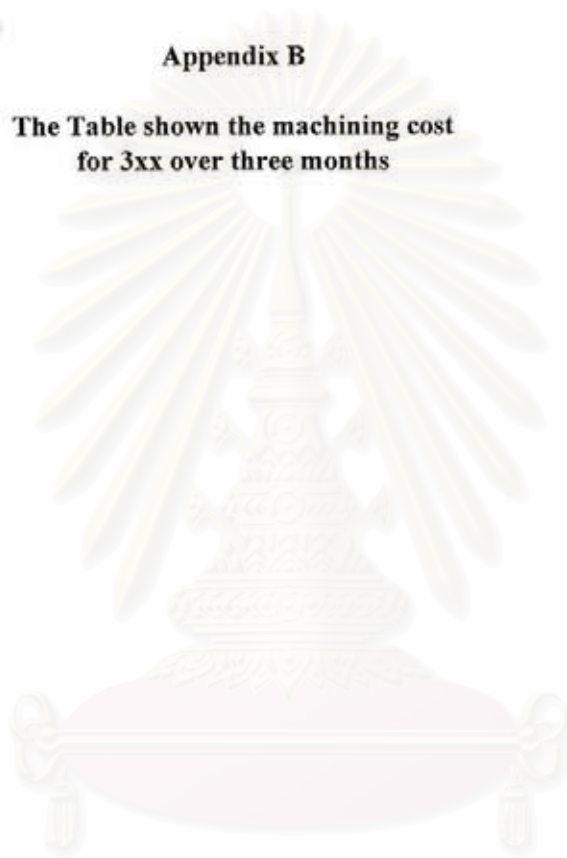 Appendix B
The Table shown the machining cost
for 3xx over three months